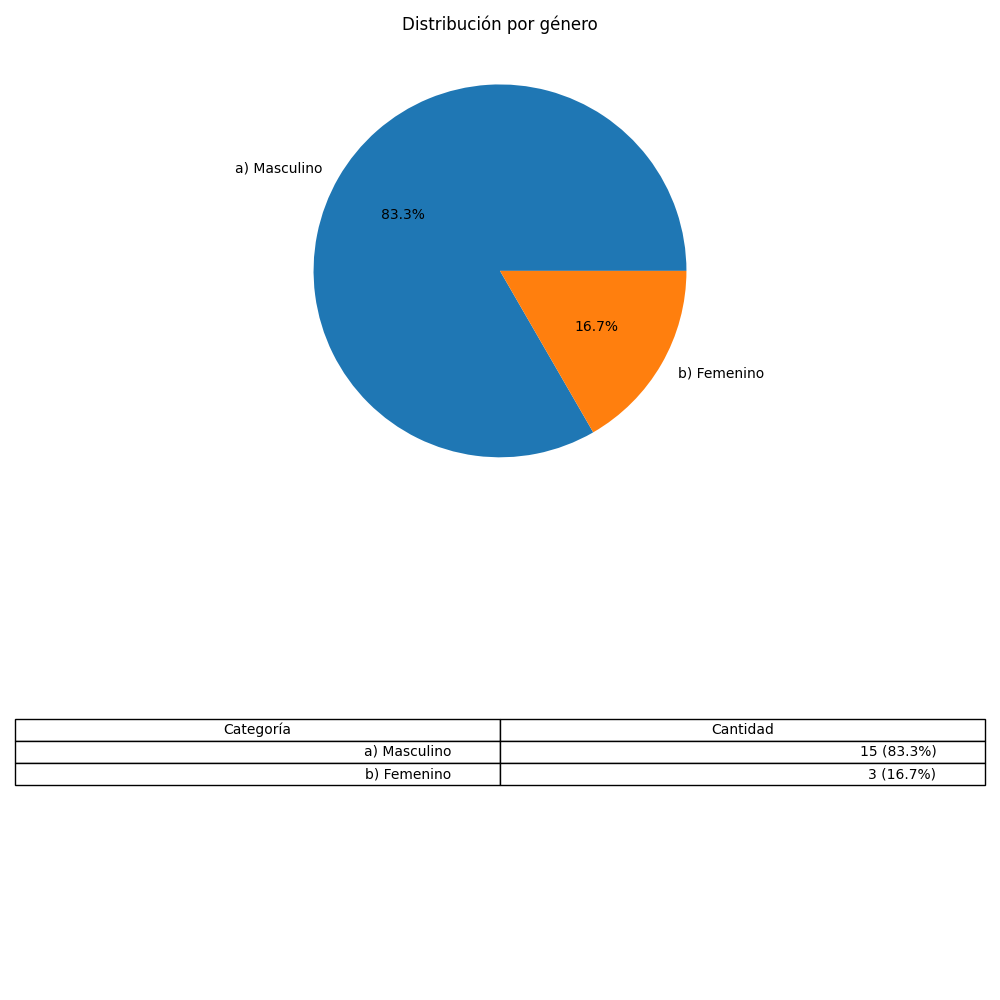 Distribución por género
a) Masculino
83.3%
16.7%
b) Femenino
Categoría Cantidad
a) Masculino 15 (83.3%)
b) Femenino 3 (16.7%)